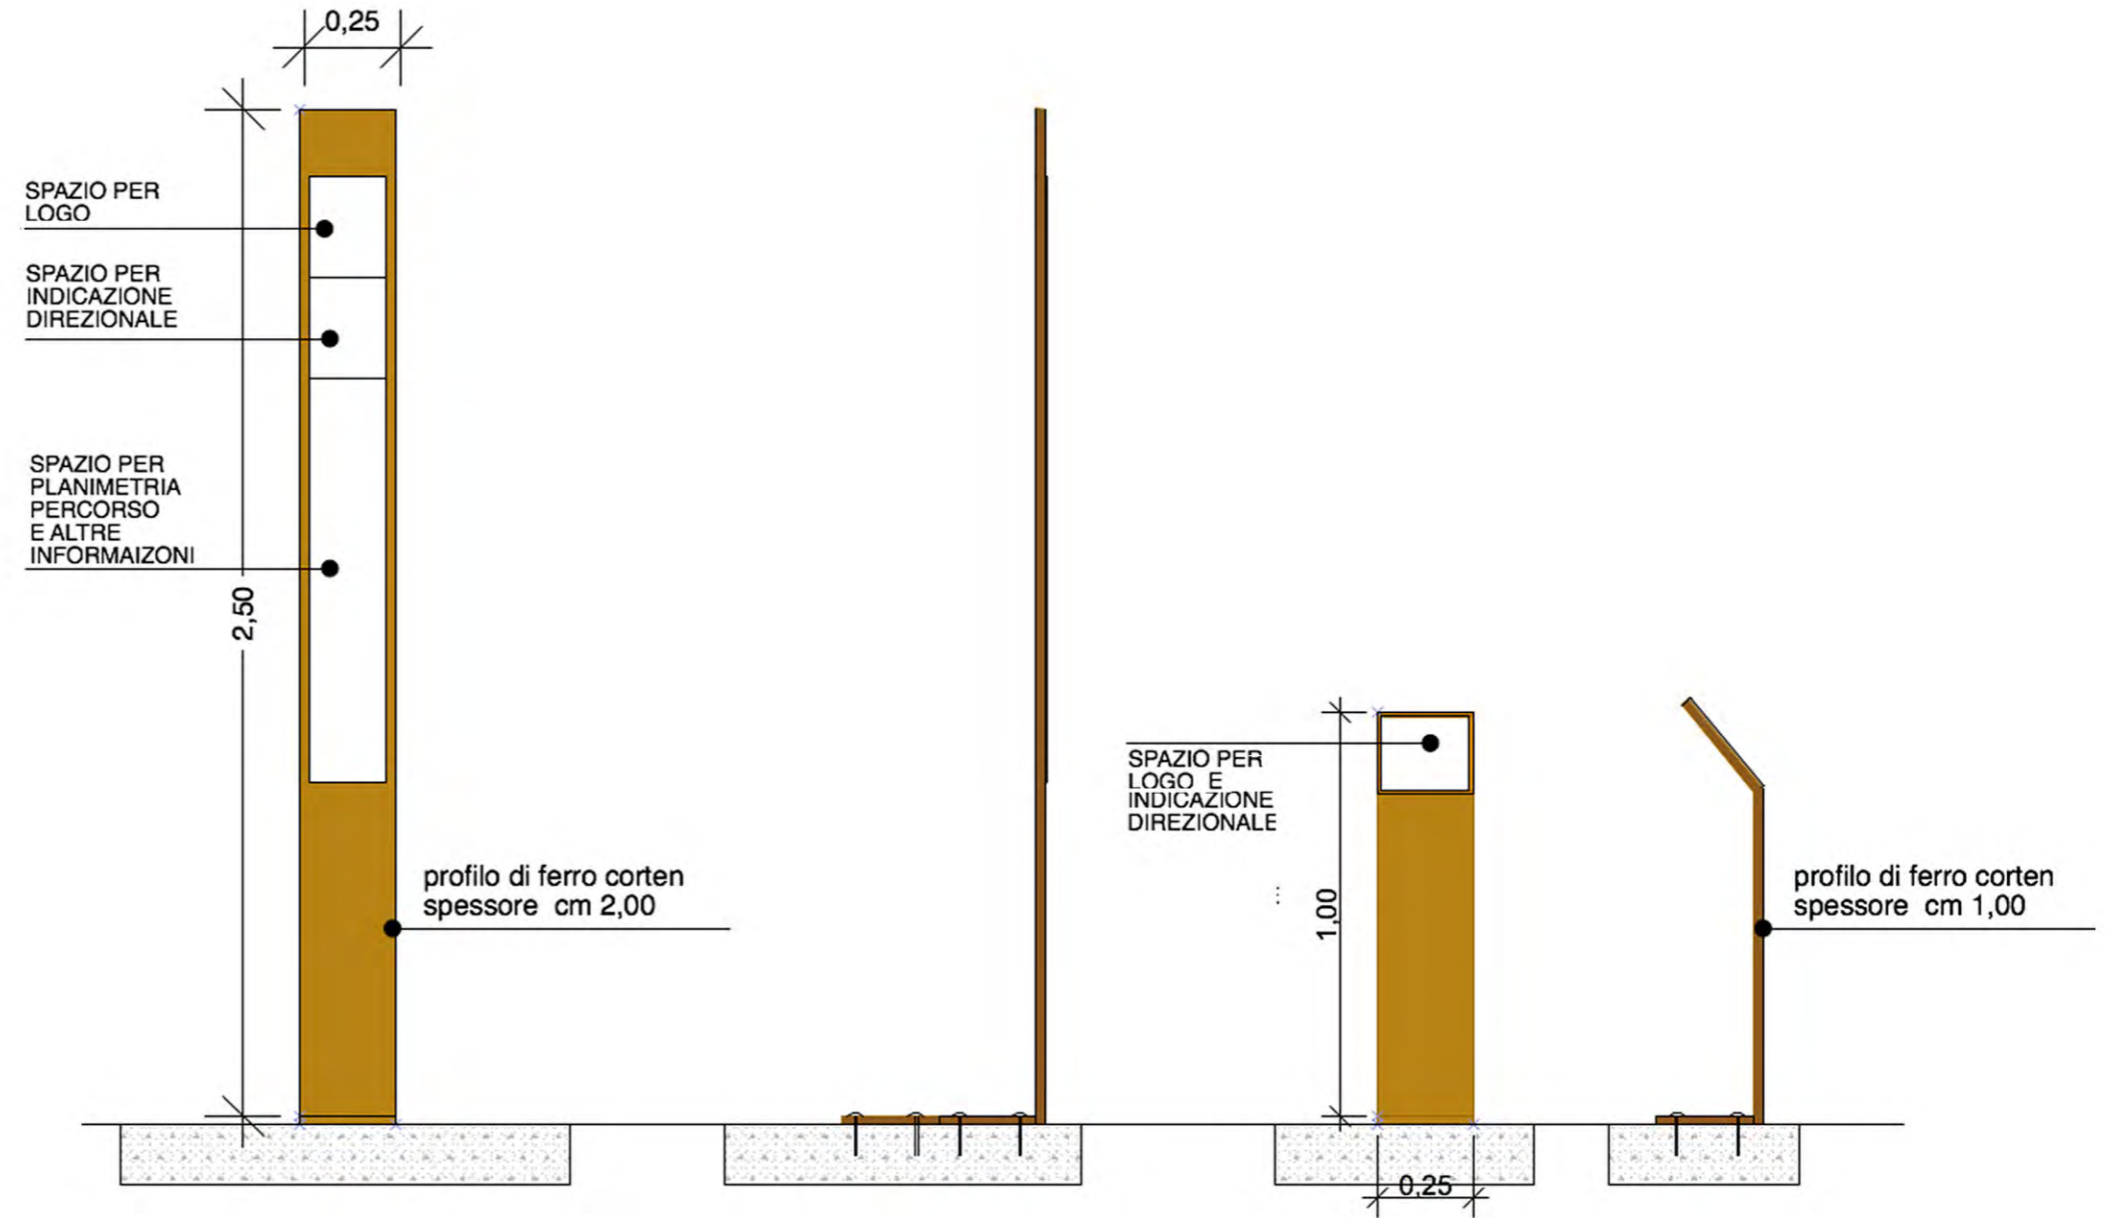 0,25
SPAZIO PER
LOGO
SPAZIO PER
INDICAZIONE
DIREZIONALE
SPAZIO PER
PLANIMETRIA
PERCORSO
E ALTRE
INFORMAIZONI
2,50
profilo di ferro corten
spessore cm 2,00
SPAZIO PER
LOGO E
INDICAZIONE
DIREZIONALE
1,00
0,25
profilo di ferro corten
spessore cm 1,00